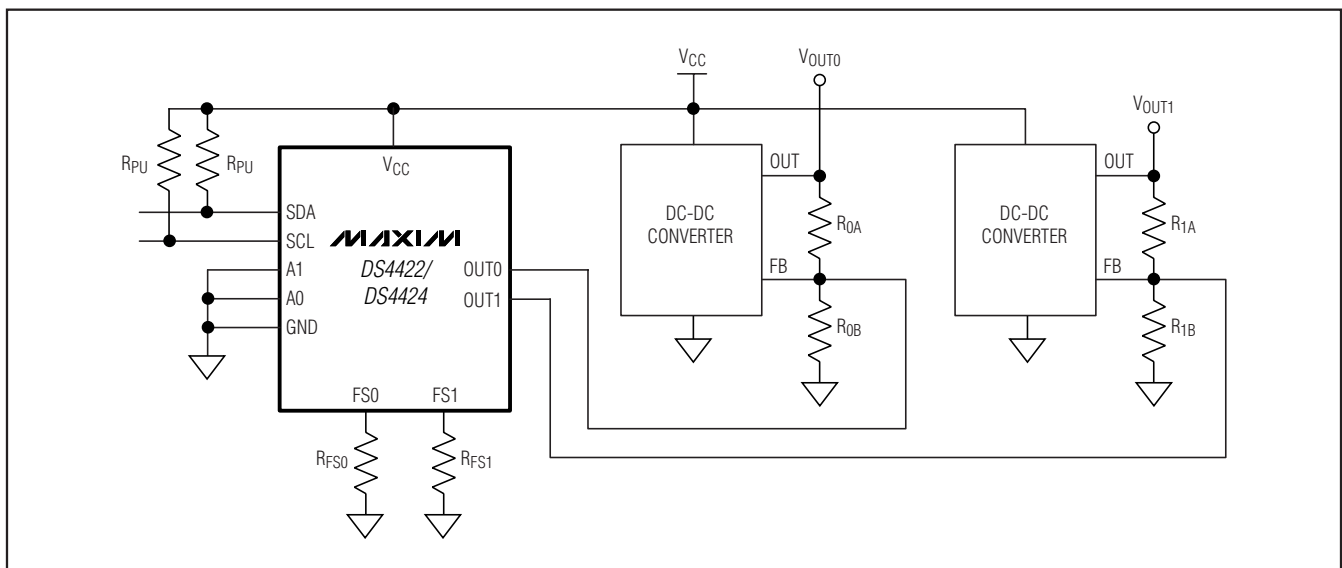 VCC
VOUT0
VOUT1
RPU
RPU
VCC
SDA
SCL
A1
A0
GND
MAXIM
DS4422/
DS4424
OUT0
OUT1
FS0
FS1
RFS0
RFS1
DC-DC
CONVERTER
OUT
FB
R0A
R0B
DC-DC
CONVERTER
OUT
FB
R1A
R1B